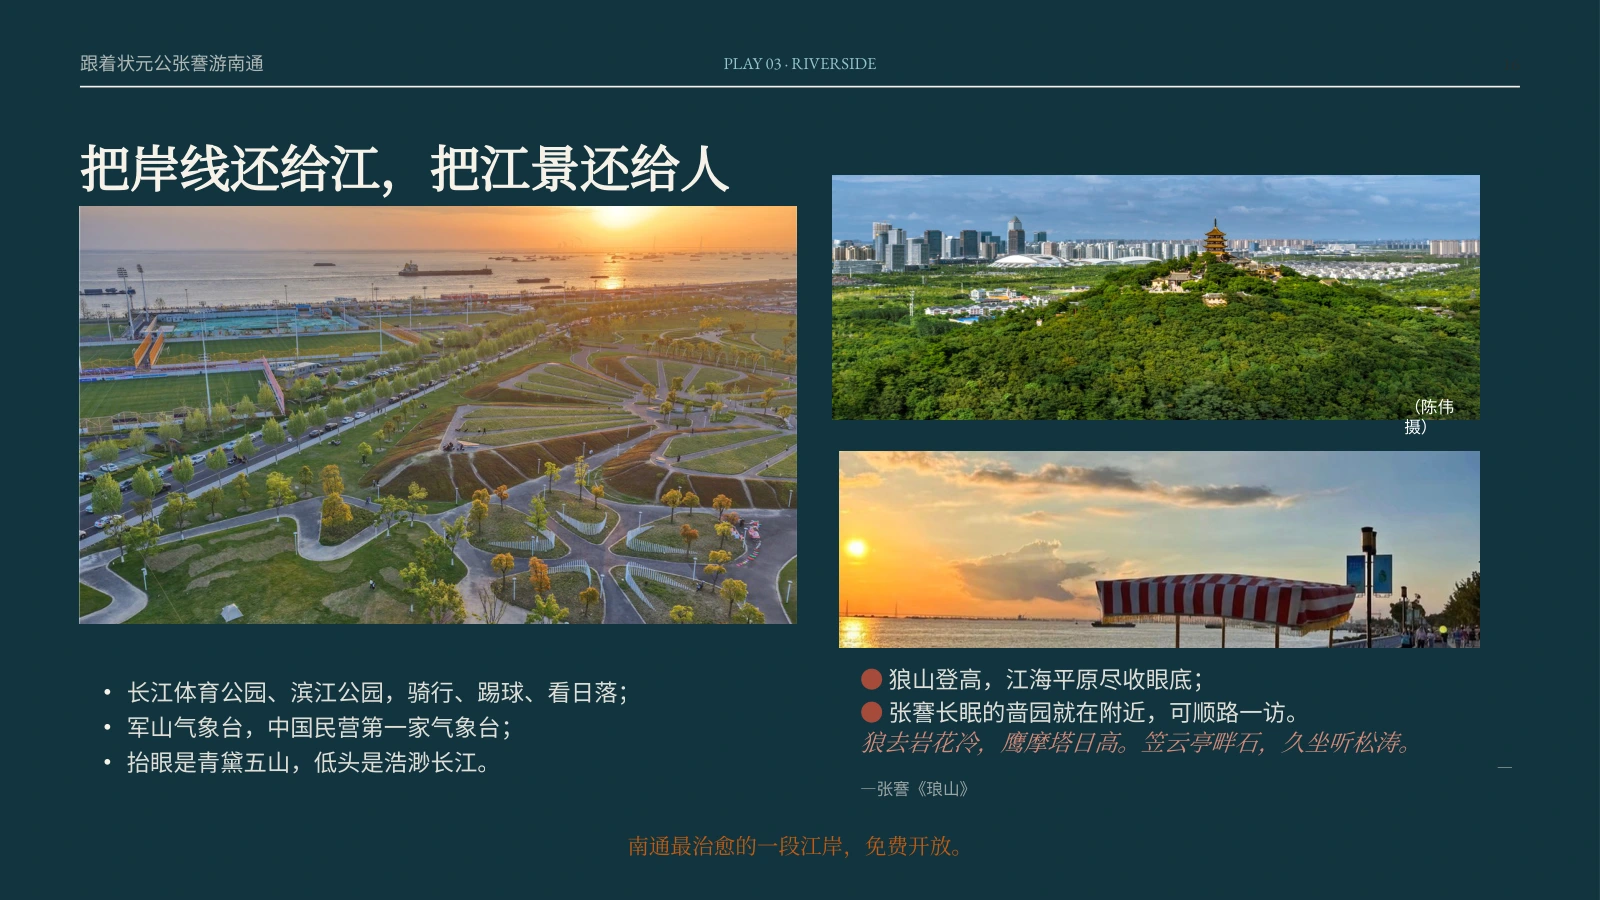 跟着状元公张謇游南通
PLAY 03 · RIVERSIDE
把岸线还给江，把江景还给人
（陈伟
摄）
• 长江体育公园、滨江公园，骑行、踢球、看日落；
• 军山气象台，中国民营第一家气象台；
• 抬眼是青黛五山，低头是浩渺长江。
● 狼山登高，江海平原尽收眼底；
● 张謇长眠的啬园就在附近，可顺路一访。
狼去岩花冷，鹰摩塔日高。笠云亭畔石，久坐听松涛。
—
—张謇《琅山》
南通最治愈的一段江岸，免费开放。